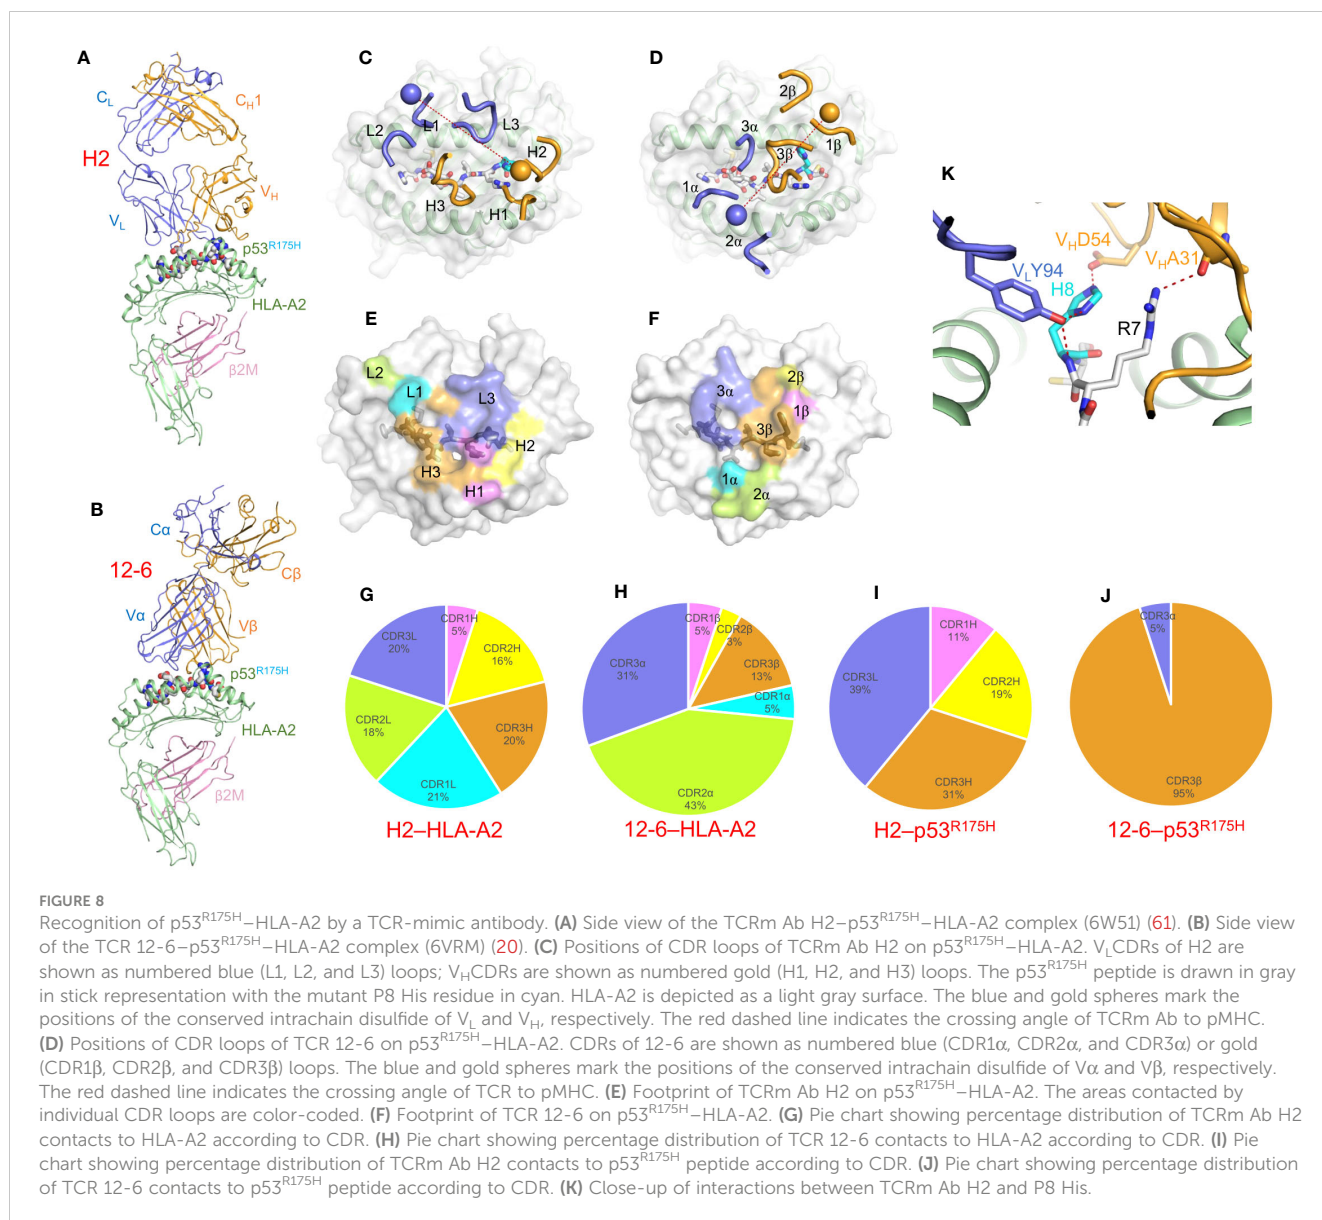 A
C_L
C_H1
H2
V_H
V_L
p53^R175H
HLA-A2
β2M
B
Cα
12-6
Cβ
Vα
Vβ
p53^R175H
HLA-A2
β2M
C
L1
L3
L2
H2
H3
H1
D
2β
3α
1β
3β
1α
2α
E
L2
L1
L3
H2
H3
H1
F
2β
3α
1β
3β
1α
2α
K
V_HD54
V_HA31
V_LY94
H8
R7
G
CDR1H
5%
CDR3L
20%
CDR2H
16%
CDR2L
18%
CDR3H
20%
CDR1L
21%
H2–HLA-A2
H
CDR1β
5%
CDR2β
3%
CDR3α
31%
CDR3β
13%
CDR1α
5%
CDR2α
43%
12-6–HLA-A2
I
CDR1H
11%
CDR3L
39%
CDR2H
19%
CDR3H
31%
H2–p53^R175H
J
CDR3α
5%
CDR3β
95%
12-6–p53^R175H
FIGURE 8
Recognition of p53^R175H–HLA-A2 by a TCR-mimic antibody. (A) Side view of the TCRm Ab H2–p53^R175H–HLA-A2 complex (6W51) (61). (B) Side view
of the TCR 12-6–p53^R175H–HLA-A2 complex (6VRM) (20). (C) Positions of CDR loops of TCRm Ab H2 on p53^R175H–HLA-A2. V_LCDRs of H2 are
shown as numbered blue (L1, L2, and L3) loops; V_HCDRs are shown as numbered gold (H1, H2, and H3) loops. The p53^R175H peptide is drawn in gray
in stick representation with the mutant P8 His residue in cyan. HLA-A2 is depicted as a light gray surface. The blue and gold spheres mark the
positions of the conserved intrachain disulfide of V_L and V_H, respectively. The red dashed line indicates the crossing angle of TCRm Ab to pMHC.
(D) Positions of CDR loops of TCR 12-6 on p53^R175H–HLA-A2. CDRs of 12-6 are shown as numbered blue (CDR1α, CDR2α, and CDR3α) or gold
(CDR1β, CDR2β, and CDR3β) loops. The blue and gold spheres mark the positions of the conserved intrachain disulfide of Vα and Vβ, respectively.
The red dashed line indicates the crossing angle of TCR to pMHC. (E) Footprint of TCRm Ab H2 on p53^R175H–HLA-A2. The areas contacted by
individual CDR loops are color-coded. (F) Footprint of TCR 12-6 on p53^R175H–HLA-A2. (G) Pie chart showing percentage distribution of TCRm Ab H2
contacts to HLA-A2 according to CDR. (H) Pie chart showing percentage distribution of TCR 12-6 contacts to HLA-A2 according to CDR. (I) Pie
chart showing percentage distribution of TCRm Ab H2 contacts to p53^R175H peptide according to CDR. (J) Pie chart showing percentage distribution
of TCR 12-6 contacts to p53^R175H peptide according to CDR. (K) Close-up of interactions between TCRm Ab H2 and P8 His.